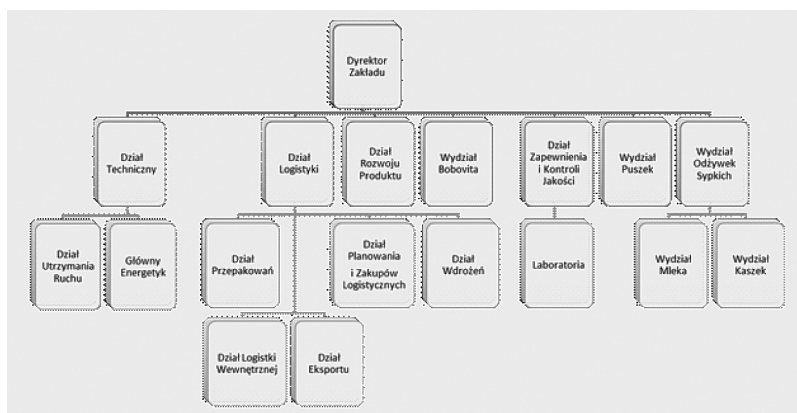 Dyrektor
Zakładu
Dział
Techniczny
Dział
Logistyki
Dział
Rozwoju
Produktu
Wydział
Bobovita
Dział
Zapewnienia
i Kontroli
Jakości
Wydział
Puszek
Wydział
Odżywek
Sypkich
Dział
Utrzymania
Ruchu
Główny
Energetyk
Dział
Przepakowań
Dział
Planowania
i Zakupów
Logistycznych
Dział
Wdrożeń
Laboratoria
Wydział
Mleka
Wydział
Kaszek
Dział Logistki
Wewnętrznej
Dział
Eksportu